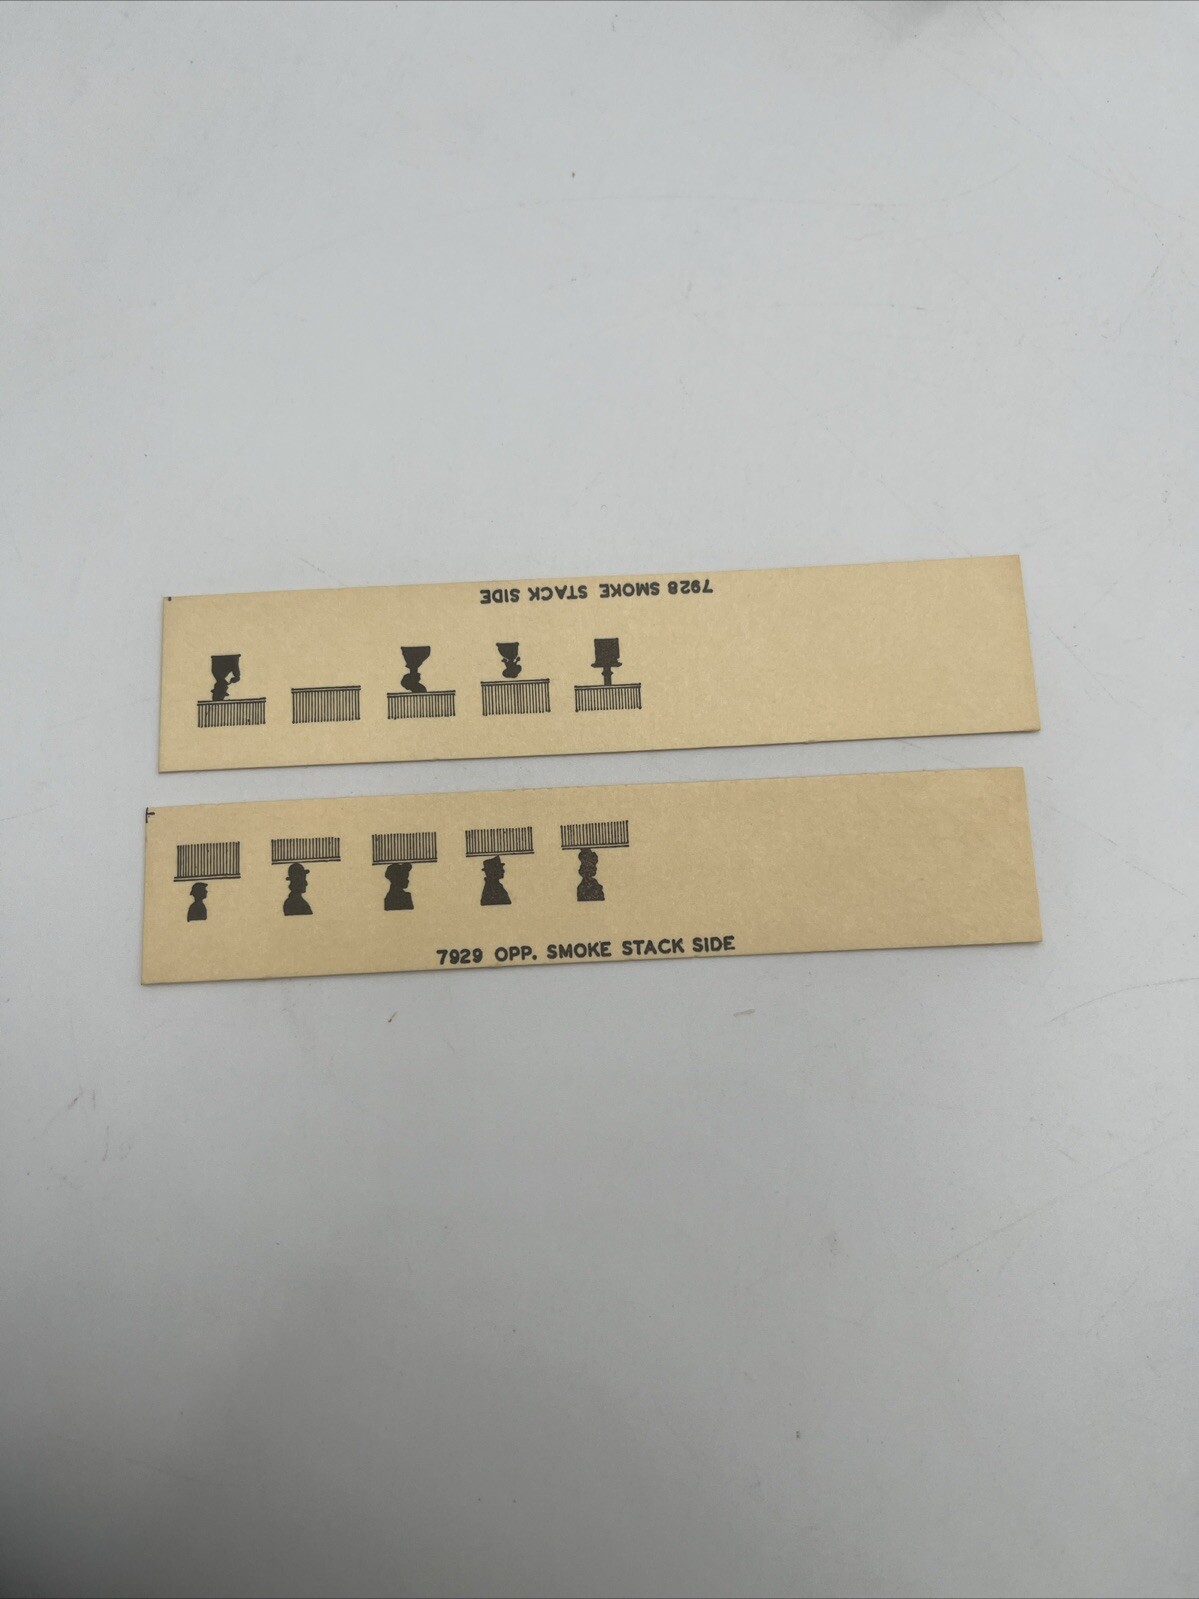 7928 SMOKE STACK SIDE
7929 OPP. SMOKE STACK SIDE